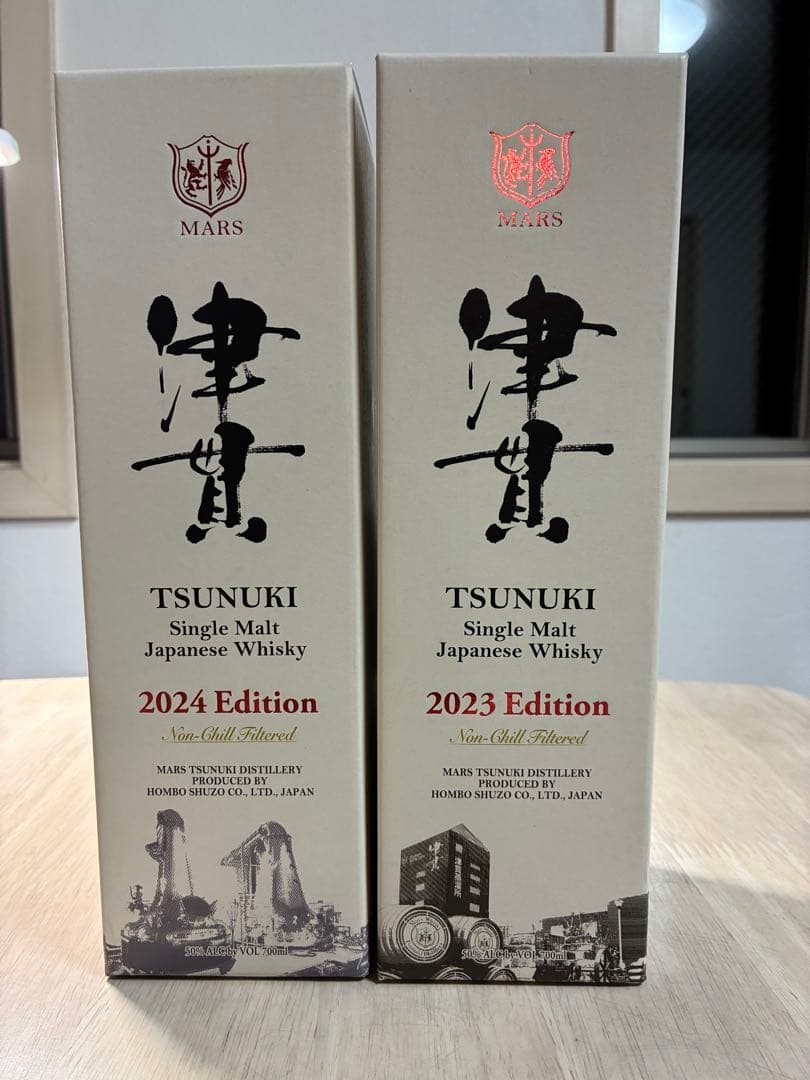 MARS
津貫
TSUNUKI
Single Malt
Japanese Whisky
2024 Edition
Non-Chill Filtered
MARS TSUNUKI DISTILLERY
PRODUCED BY
HOMBO SHUZO CO., LTD., JAPAN
50% ALC by VOL 700ml
MARS
津貫
TSUNUKI
Single Malt
Japanese Whisky
2023 Edition
Non-Chill Filtered
MARS TSUNUKI DISTILLERY
PRODUCED BY
HOMBO SHUZO CO., LTD., JAPAN
津貫
50% ALC by VOL 700ml